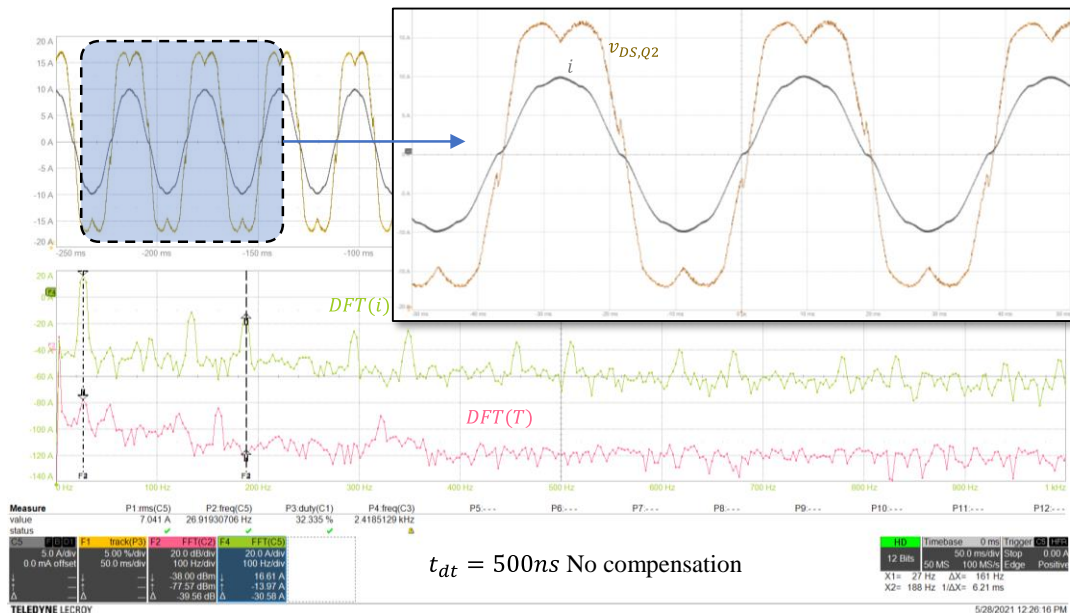 20 A
15 A
10 A
5 A
0 A
-5 A
-10 A
-15 A
-20 A
-250 ms
-200 ms
-150 ms
-100 ms
v_{DS,Q2}
i
20 A
0 A
-20 A
-40 A
-60 A
-80 A
-100 A
-120 A
-140 A
DFT(i)
DFT(T)
0 Hz
100 Hz
200 Hz
300 Hz
400 Hz
500 Hz
600 Hz
700 Hz
800 Hz
900 Hz
1 kHz
Measure P1:rms(C5) P2:freq(C5) P3:duty(C1) P4:freq(C3) P5:- - - P6:- - - P7:- - - P8:- - - P9:- - - P10:- - - P11:- - - P12:- - -
value 7.041 A 26.91930706 Hz 32.335 % 2.4185129 kHz
status
C5
5.0 A/div
0.0 mA offset
F1 track(P3)
5.00 %/div
50.0 ms/div
F2 FFT(C2)
20.0 dB/div
100 Hz/div
-38.00 dBm
-77.57 dBm
-39.56 dB
F4 FFT(C5)
20.0 A/div
100 Hz/div
16.61 A
-13.97 A
-30.58 A
t_{dt} = 500ns No compensation
HD
12 Bits
Timebase 0 ms
50.0 ms/div
50 MS 100 MS/s
Trigger C5 HFR
Stop 0.00 A
Edge Positive
X1= 27 Hz ΔX= 161 Hz
X2= 188 Hz 1/ΔX= 6.21 ms
TELEDYNE LECROY
5/28/2021 12:26:16 PM